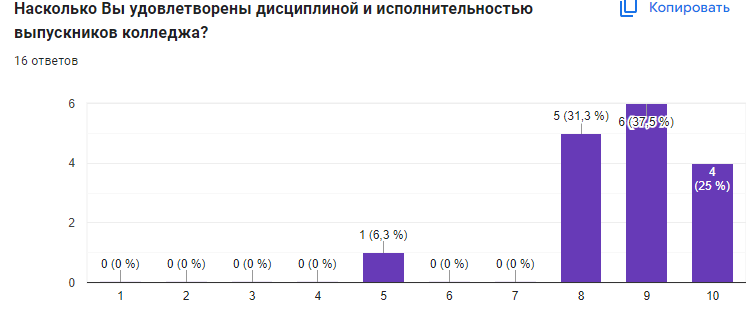 Насколько Вы удовлетворены дисциплиной и исполнительностью
выпускников колледжа?
Копировать
16 ответов
6
4
2
0
0 (0 %)
0 (0 %)
0 (0 %)
0 (0 %)
1 (6,3 %)
0 (0 %)
0 (0 %)
5 (31,3 %)
6 (37,5 %)
4
(25 %)
1 2 3 4 5 6 7 8 9 10